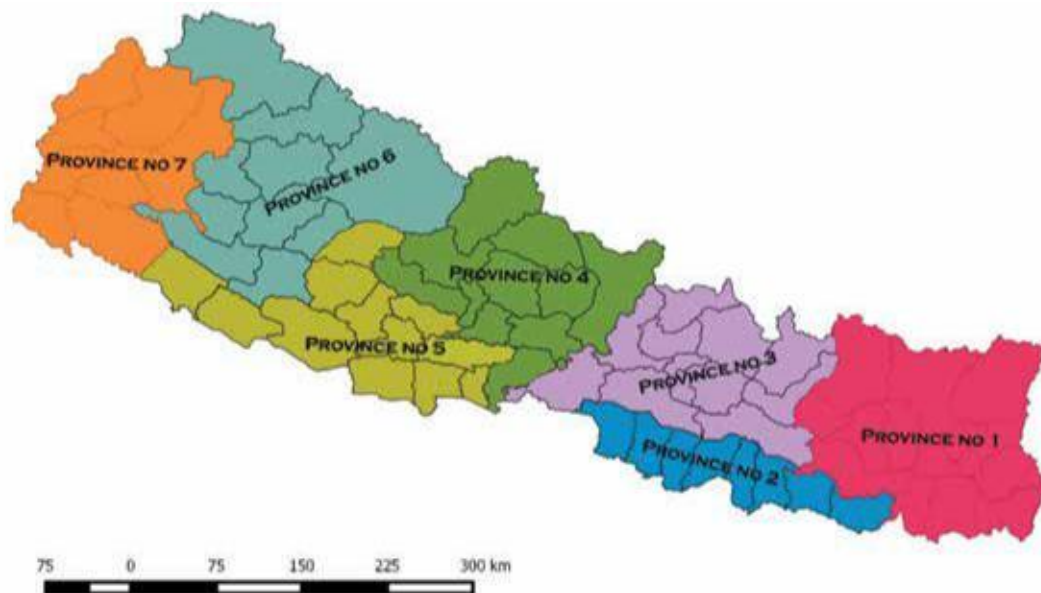 PROVINCE NO 7
PROVINCE NO 6
PROVINCE NO 4
PROVINCE NO 5
PROVINCE NO 3
PROVINCE NO 1
PROVINCE NO 2
75 0 75 150 225 300 km